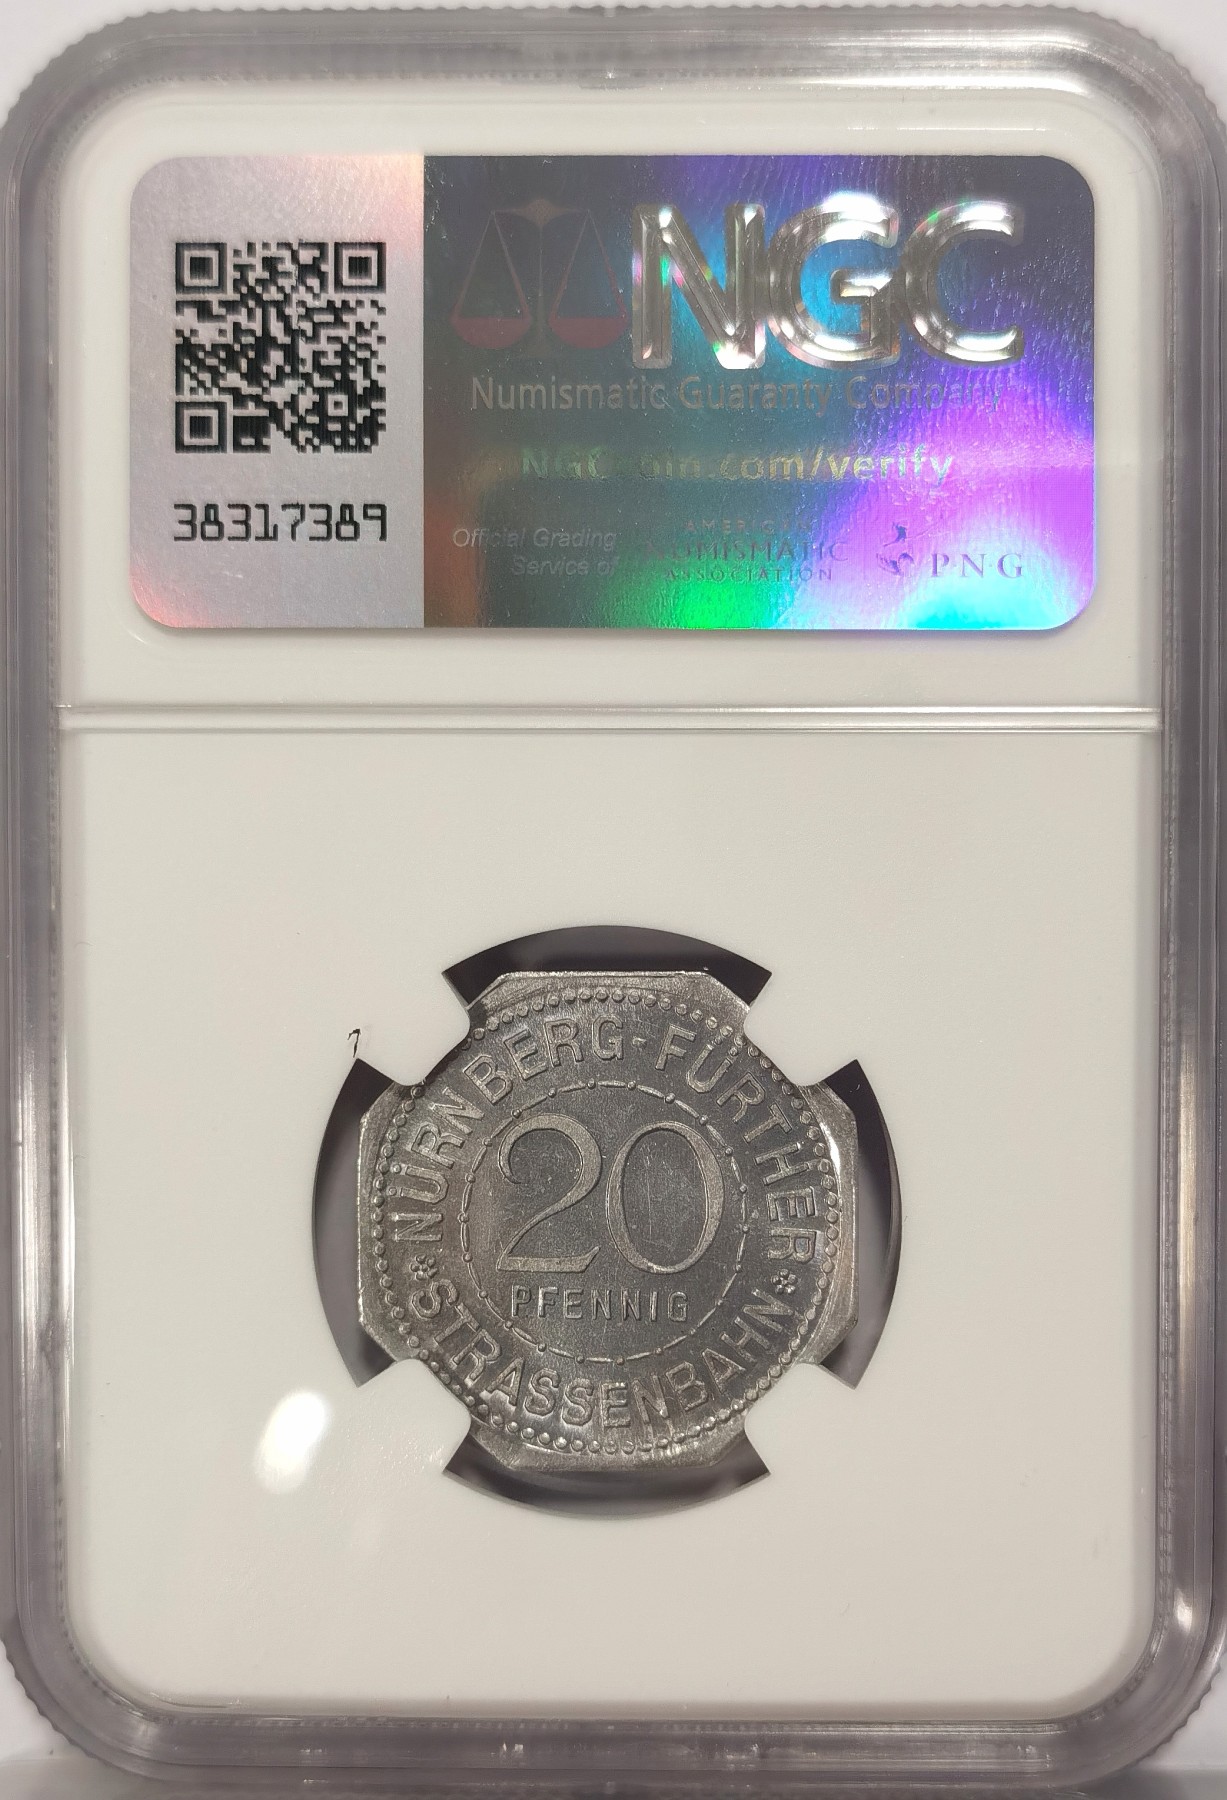 NGC
Numismatic Guaranty Company
NGCcoin.com/verify
38317389
Official Grading
Service of
AMERICAN
NUMISMATIC
ASSOCIATION
P·N·G
NÜRNBERG-FÜRTHER
20
PFENNIG
STRASSENBAHN